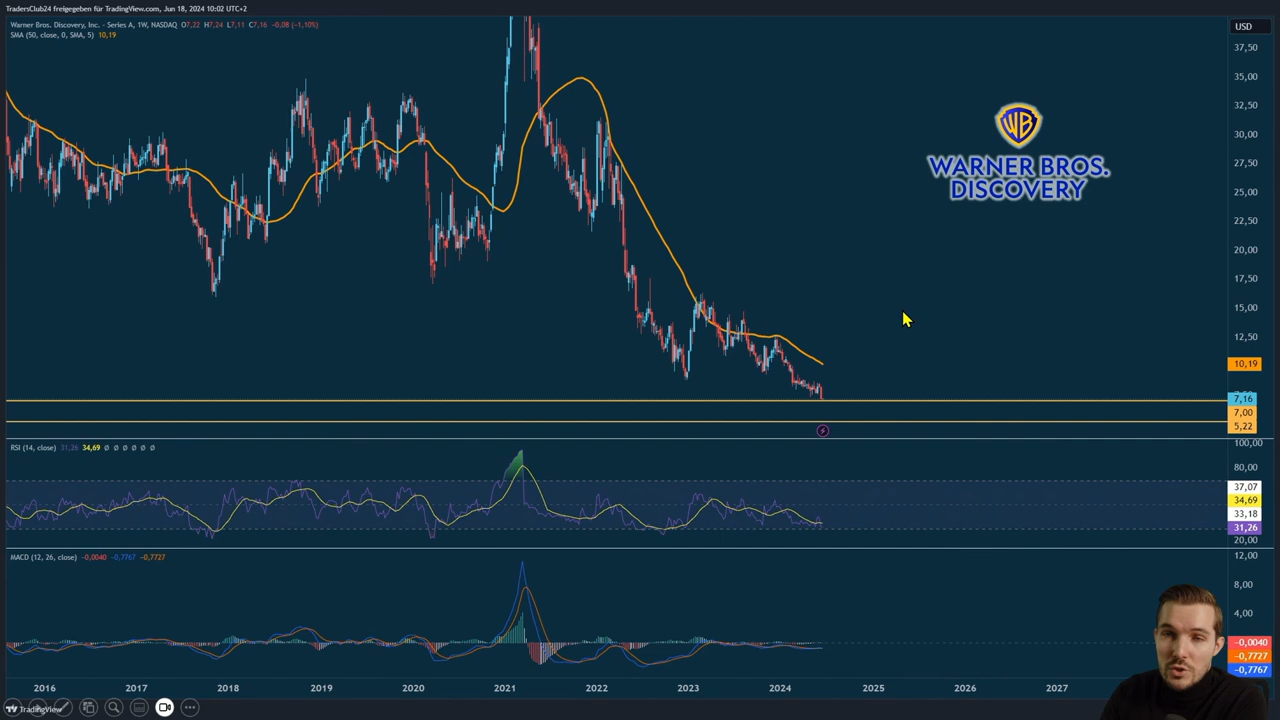 TradersClub24 freigegeben für TradingView.com, Jun 18, 2024 10:02 UTC+2
Warner Bros. Discovery, Inc. - Series A, 1W, NASDAQ O7,22 H7,24 L7,11 C7,16 -0,08 (-1,10%)
SMA (50, close, 0, SMA, 5) 10,19
USD
37,50
35,00
32,50
30,00
27,50
25,00
22,50
20,00
17,50
15,00
12,50
10,19
7,16
7,00
5,22
WB
WARNER BROS.
DISCOVERY
RSI (14, close) 31,26 34,69 Ø Ø Ø Ø Ø Ø
100,00
80,00
37,07
34,69
33,18
31,26
20,00
MACD (12, 26, close) -0,0040 -0,7767 -0,7727
12,00
8,00
4,00
-0,0040
-0,7727
-0,7767
2016 2017 2018 2019 2020 2021 2022 2023 2024 2025 2026 2027
TradingView